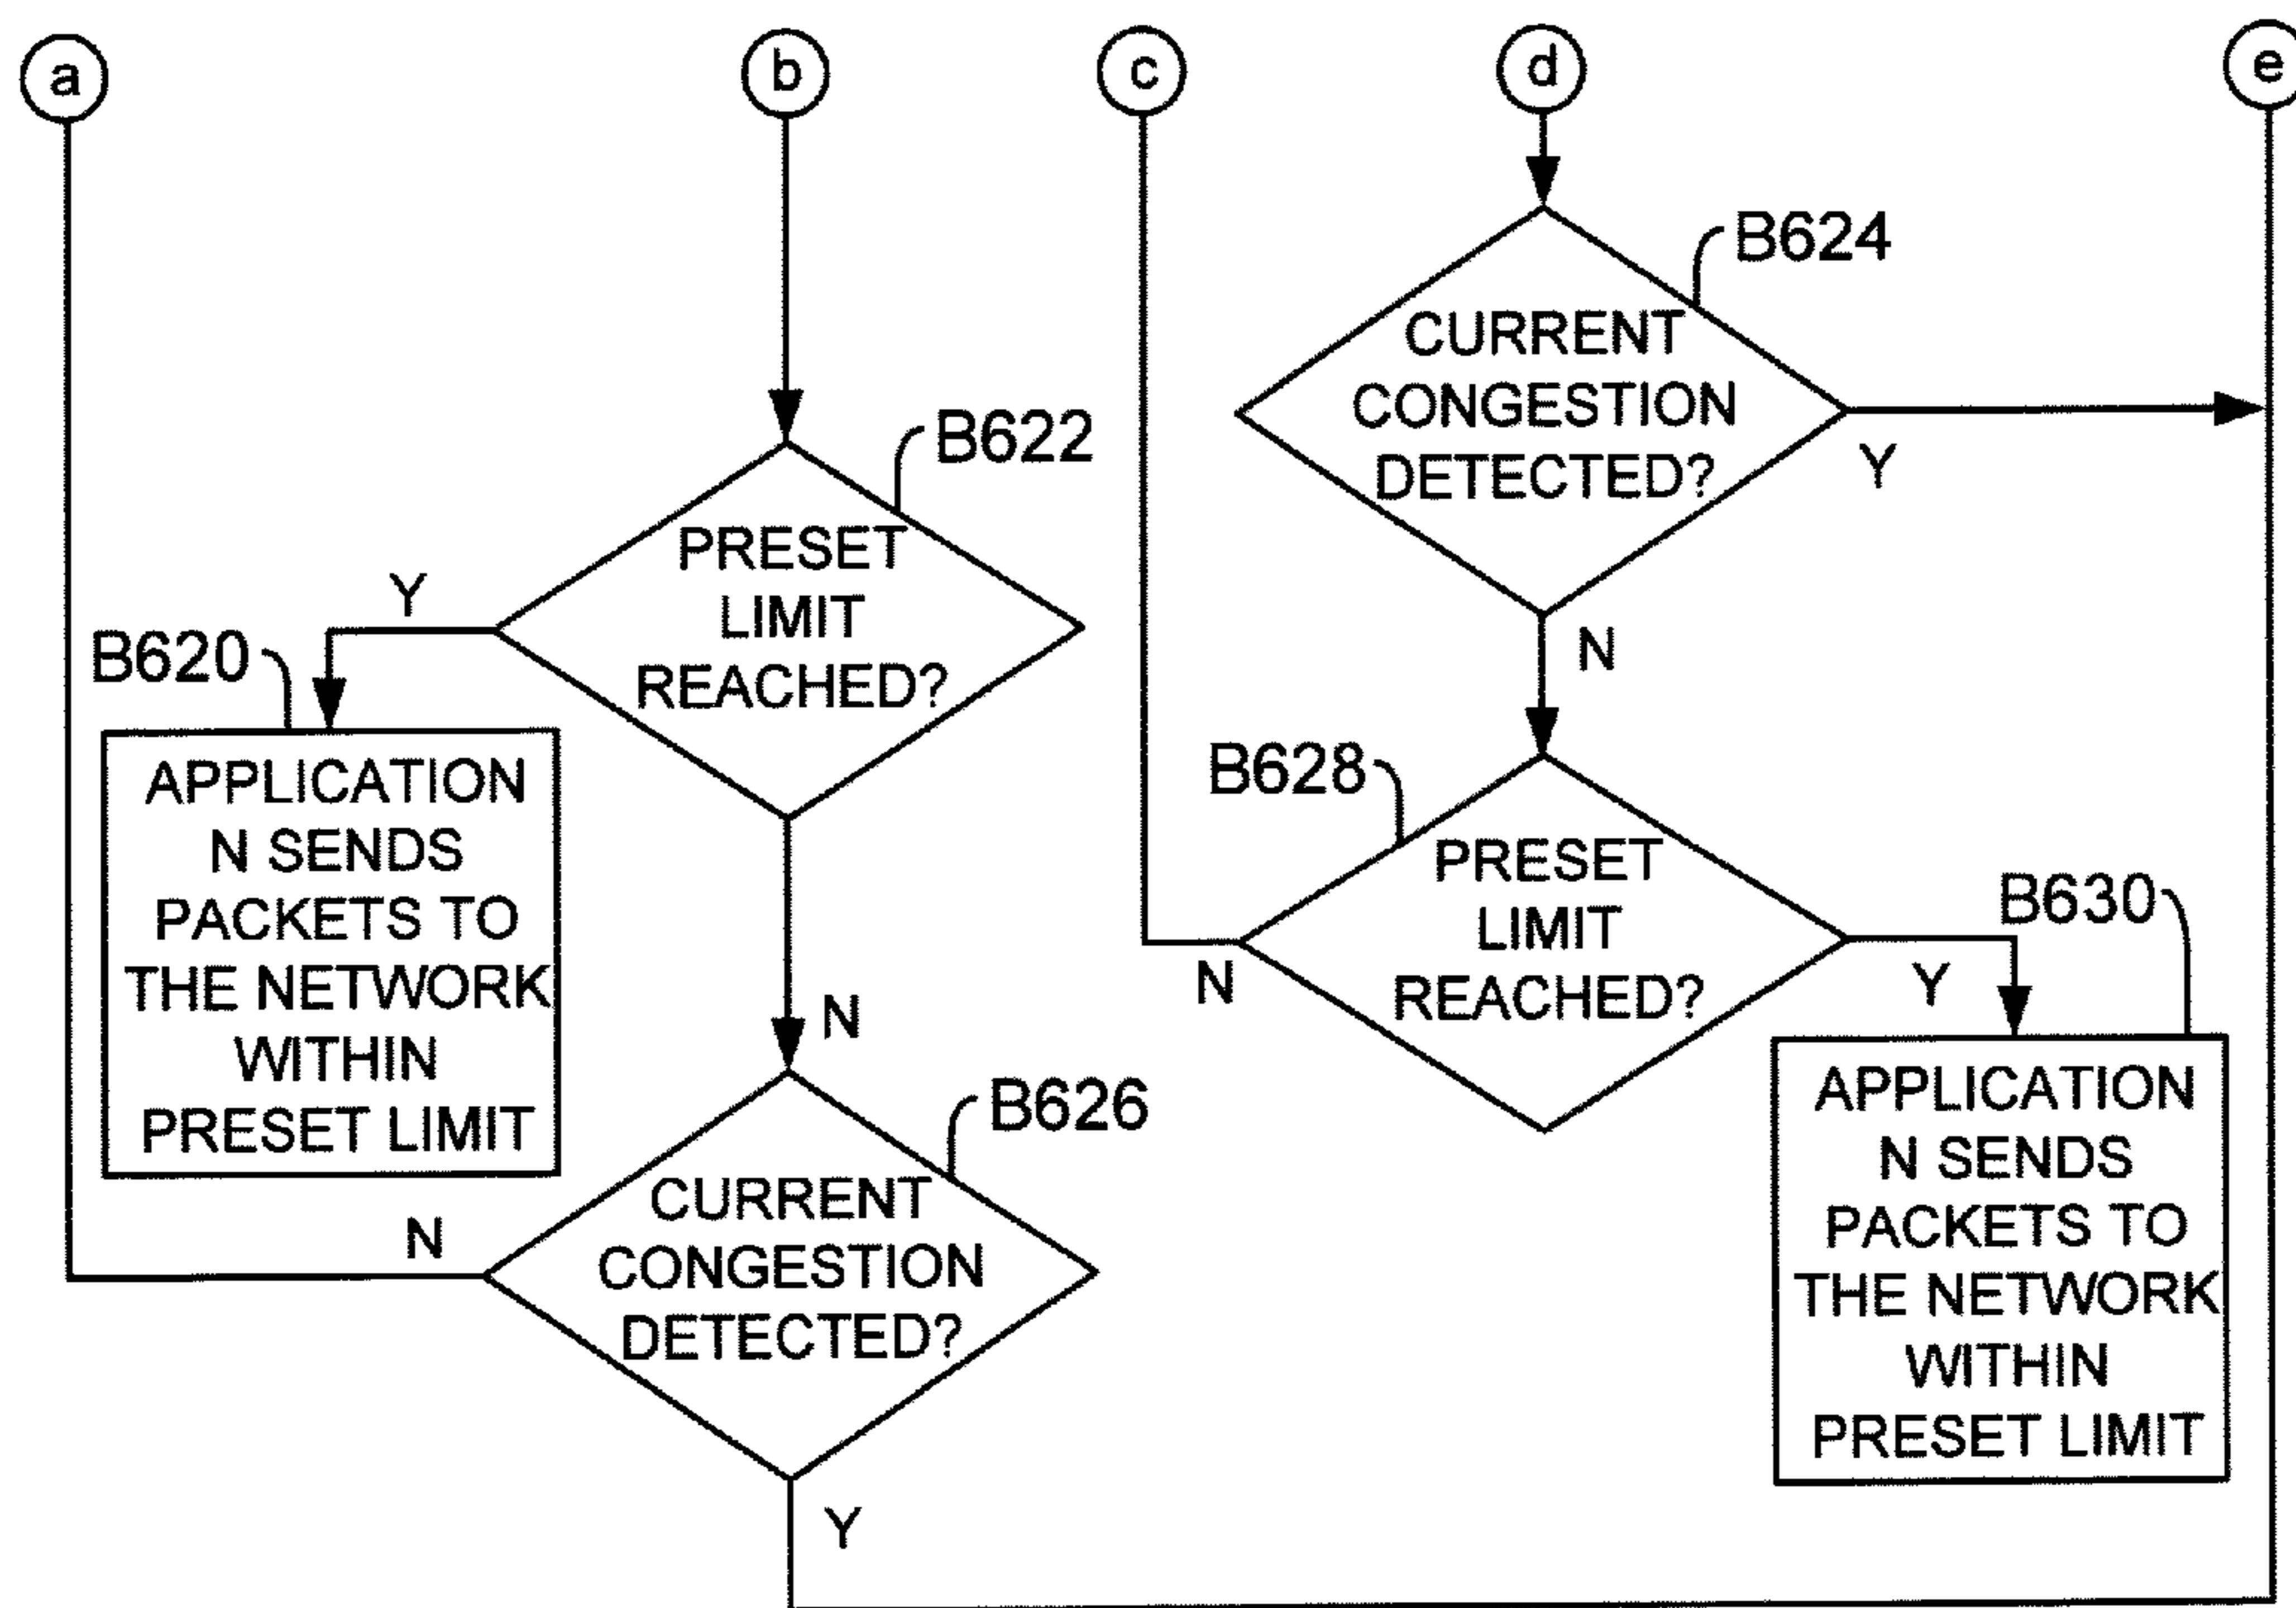 a
b
c
d
e
B624
CURRENT
CONGESTION
DETECTED?
Y
N
B622
PRESET
LIMIT
REACHED?
Y
N
B620
APPLICATION
N SENDS
PACKETS TO
THE NETWORK
WITHIN
PRESET LIMIT
B626
CURRENT
CONGESTION
DETECTED?
N
Y
B628
PRESET
LIMIT
REACHED?
N
Y
B630
APPLICATION
N SENDS
PACKETS TO
THE NETWORK
WITHIN
PRESET LIMIT